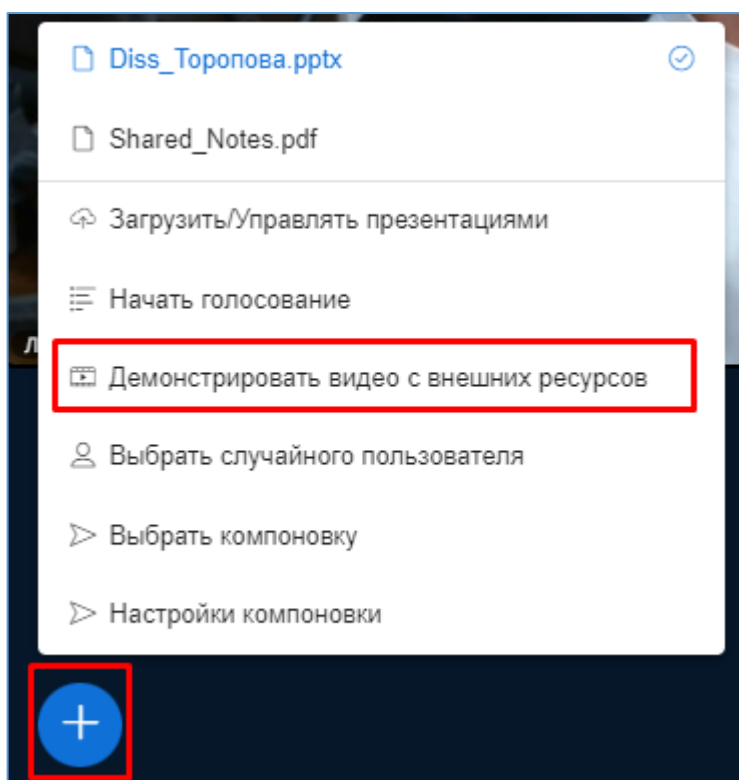 Diss_Торопова.pptx
Shared_Notes.pdf
Загрузить/Управлять презентациями
Начать голосование
Л
Демонстрировать видео с внешних ресурсов
Выбрать случайного пользователя
Выбрать компоновку
Настройки компоновки